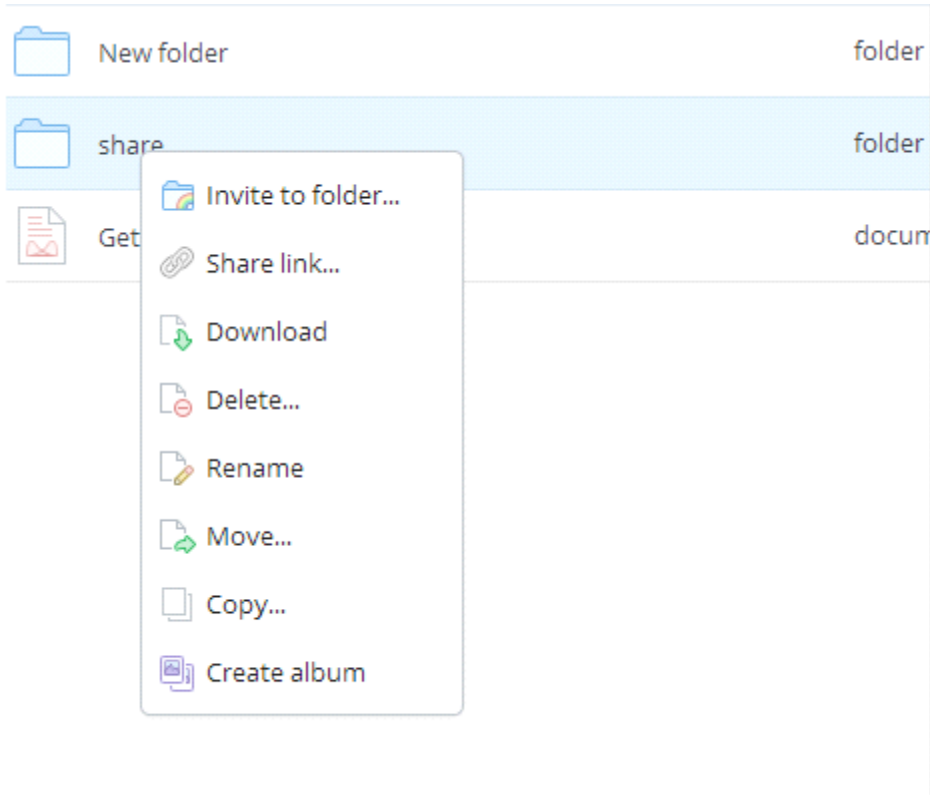 New folder folder
share folder
Get docum
Invite to folder...
Share link...
Download
Delete...
Rename
Move...
Copy...
Create album